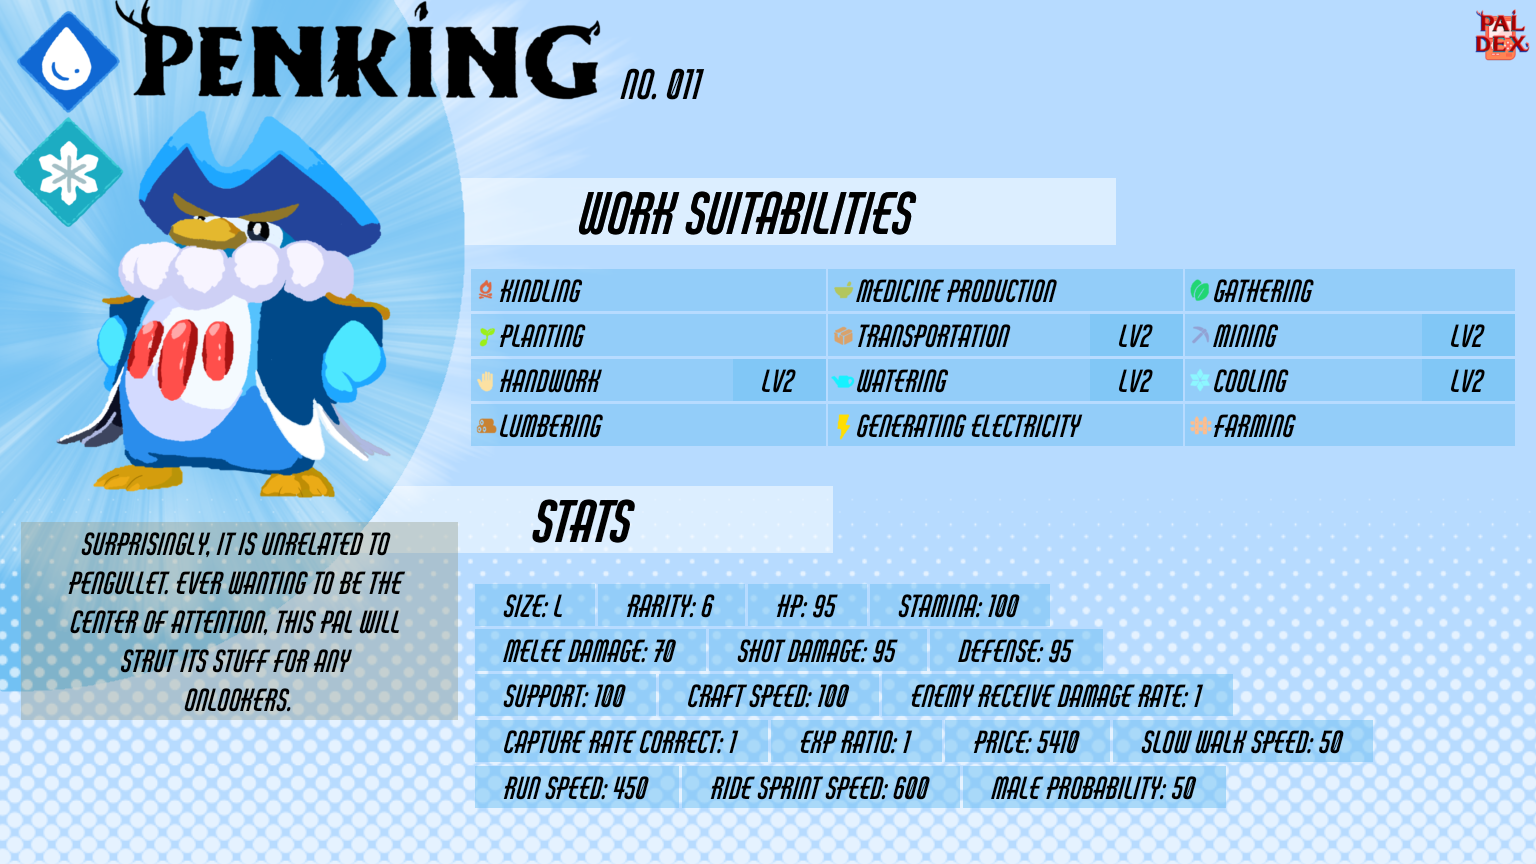 PENKING NO. 011
PAL
DEX
WORK SUITABILITIES
KINDLING MEDICINE PRODUCTION GATHERING
PLANTING TRANSPORTATION LV2 MINING LV2
HANDWORK LV2 WATERING LV2 COOLING LV2
LUMBERING GENERATING ELECTRICITY FARMING
STATS
SURPRISINGLY, IT IS UNRELATED TO
PENGULLET. EVER WANTING TO BE THE
CENTER OF ATTENTION, THIS PAL WILL
STRUT ITS STUFF FOR ANY
ONLOOKERS.
SIZE: L RARITY: 6 HP: 95 STAMINA: 100
MELEE DAMAGE: 70 SHOT DAMAGE: 95 DEFENSE: 95
SUPPORT: 100 CRAFT SPEED: 100 ENEMY RECEIVE DAMAGE RATE: 1
CAPTURE RATE CORRECT: 1 EXP RATIO: 1 PRICE: 5410 SLOW WALK SPEED: 50
RUN SPEED: 450 RIDE SPRINT SPEED: 600 MALE PROBABILITY: 50